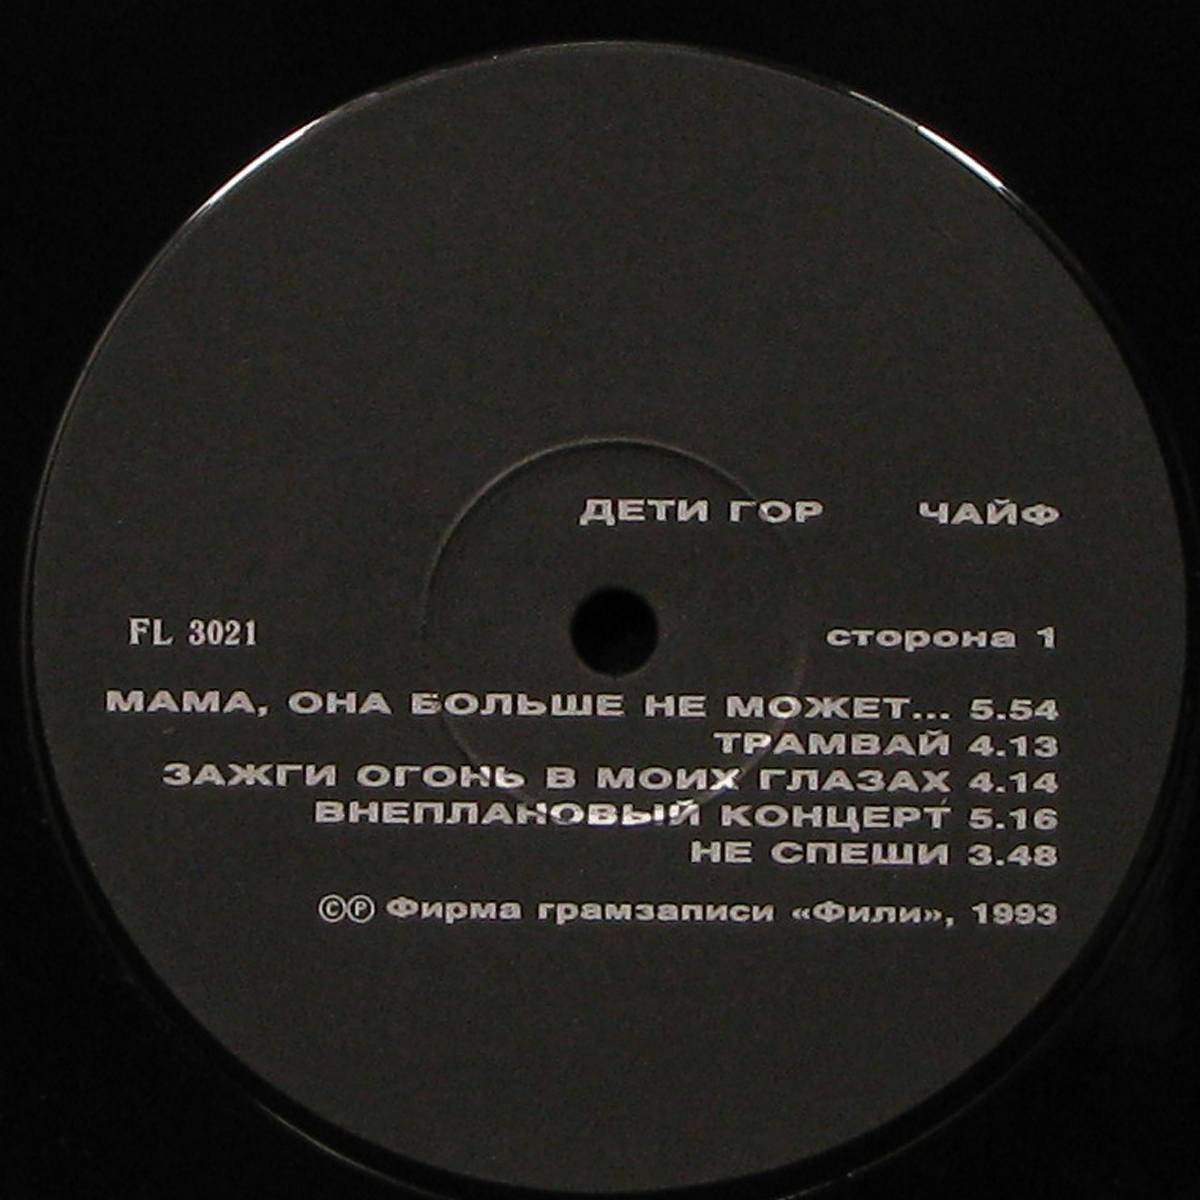 ДЕТИ ГОР ЧАЙФ
FL 3021 сторона 1
МАМА, ОНА БОЛЬШЕ НЕ МОЖЕТ... 5.54
ТРАМВАЙ 4.13
ЗАЖГИ ОГОНЬ В МОИХ ГЛАЗАХ 4.14
ВНЕПЛАНОВЫЙ КОНЦЕРТ 5.16
НЕ СПЕШИ 3.48
©℗ Фирма грамзаписи «Фили», 1993